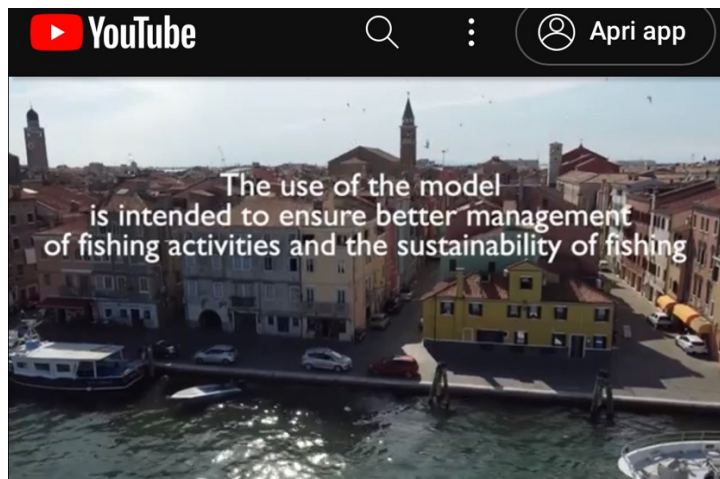 YouTube
Apri app
The use of the model
is intended to ensure better management
of fishing activities and the sustainability of fishing